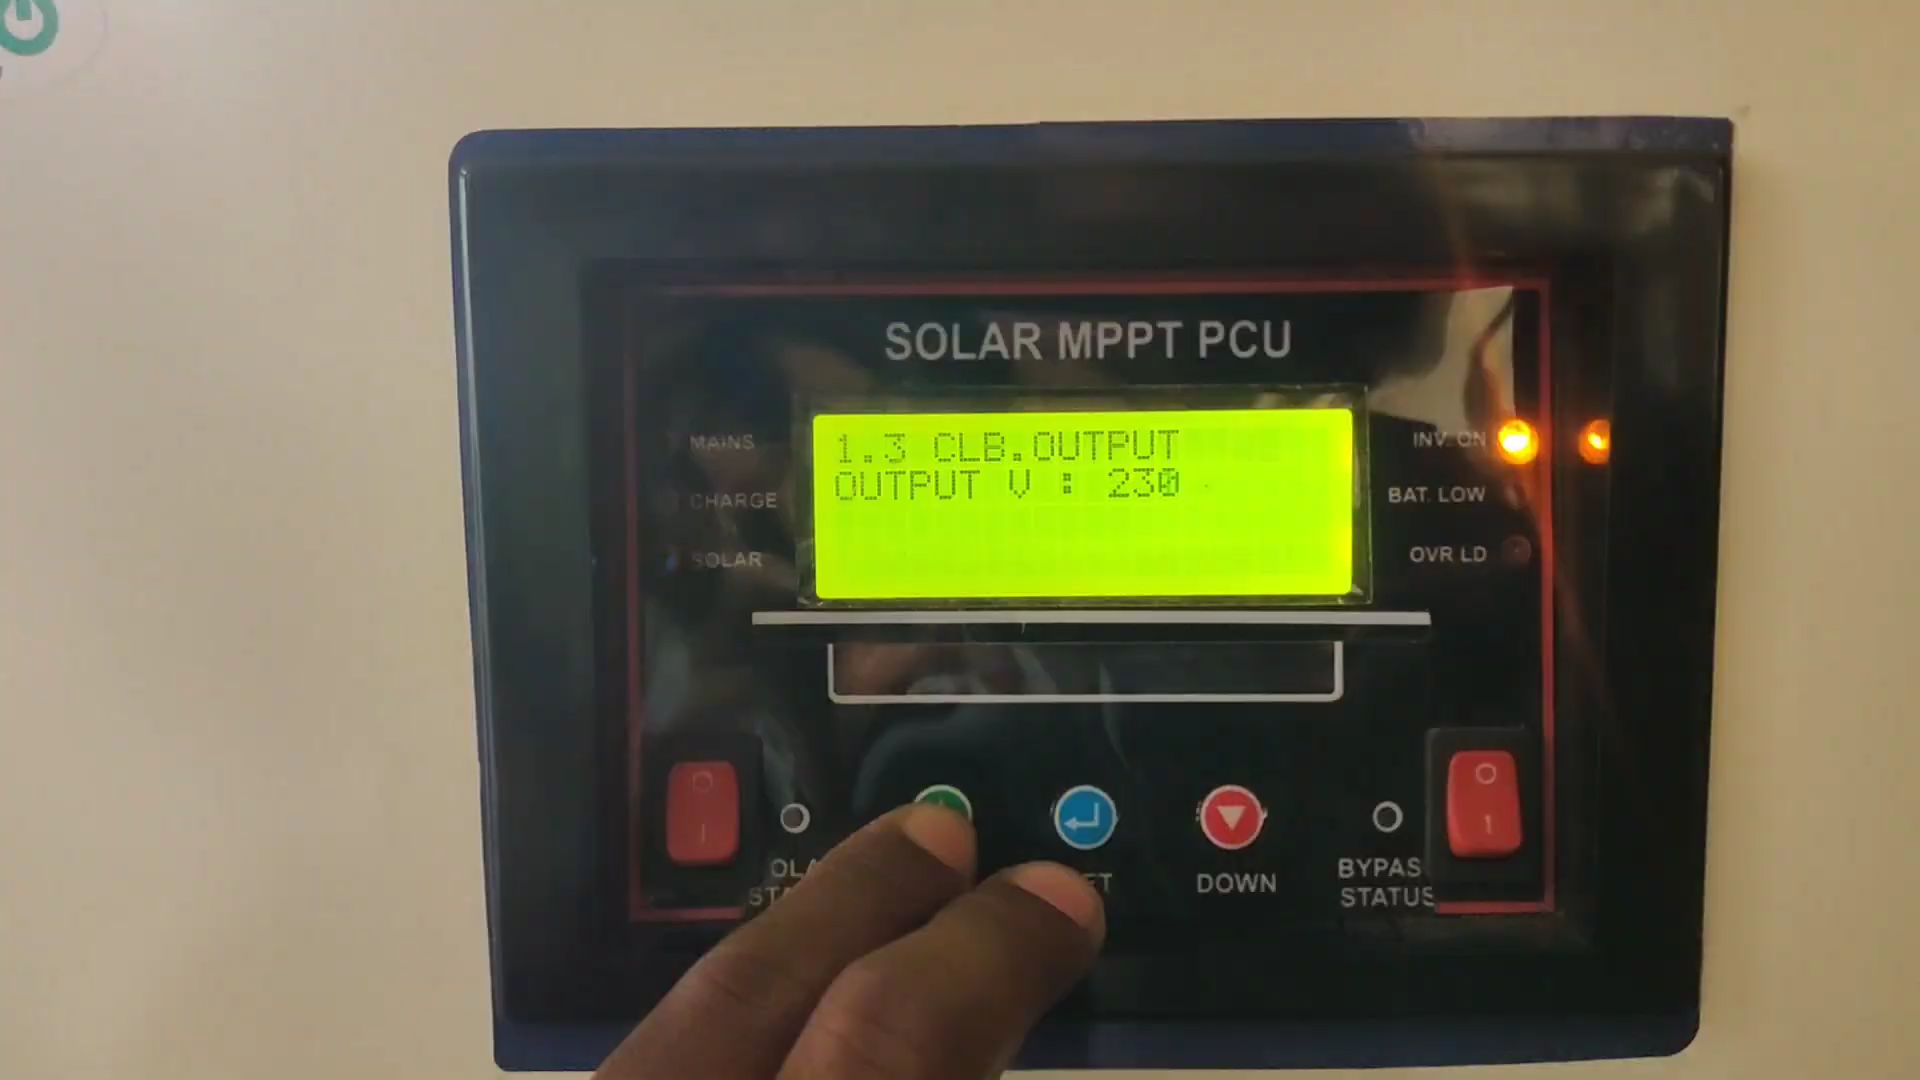 SOLAR MPPT PCU
MAINS
CHARGE
SOLAR
1.3 CLB.OUTPUT
OUTPUT V : 230
INV. ON
BAT. LOW
OVR LD
DOWN
BYPAS
STATUS